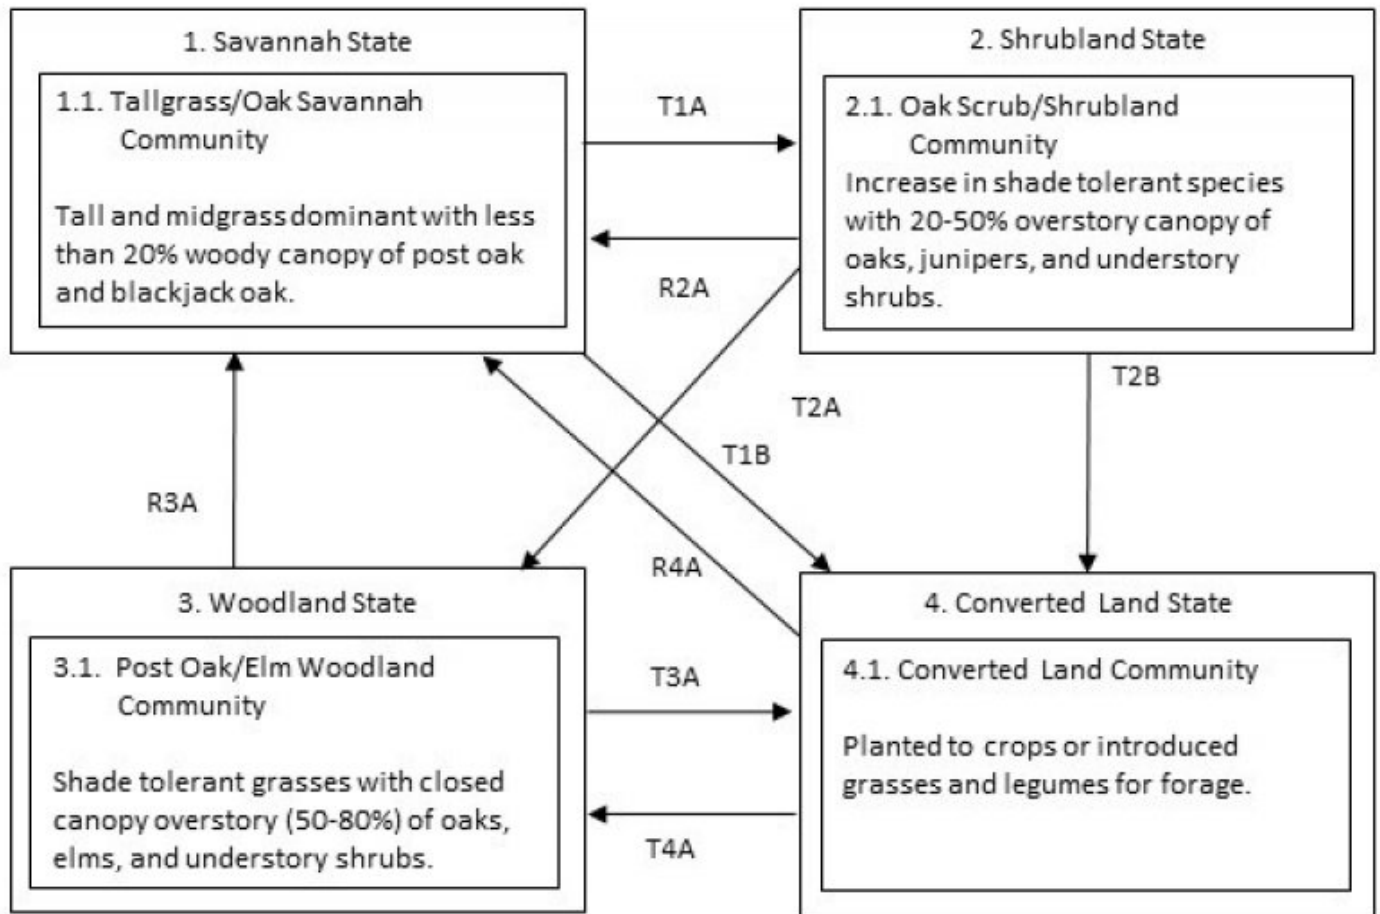 1. Savannah State
1.1. Tallgrass/Oak Savannah
Community
Tall and midgrass dominant with less
than 20% woody canopy of post oak
and blackjack oak.
T1A
R2A
2. Shrubland State
2.1. Oak Scrub/Shrubland
Community
Increase in shade tolerant species
with 20-50% overstory canopy of
oaks, junipers, and understory
shrubs.
T2B
T2A
T1B
R3A
R4A
3. Woodland State
3.1. Post Oak/Elm Woodland
Community
Shade tolerant grasses with closed
canopy overstory (50-80%) of oaks,
elms, and understory shrubs.
T3A
T4A
4. Converted Land State
4.1. Converted Land Community
Planted to crops or introduced
grasses and legumes for forage.